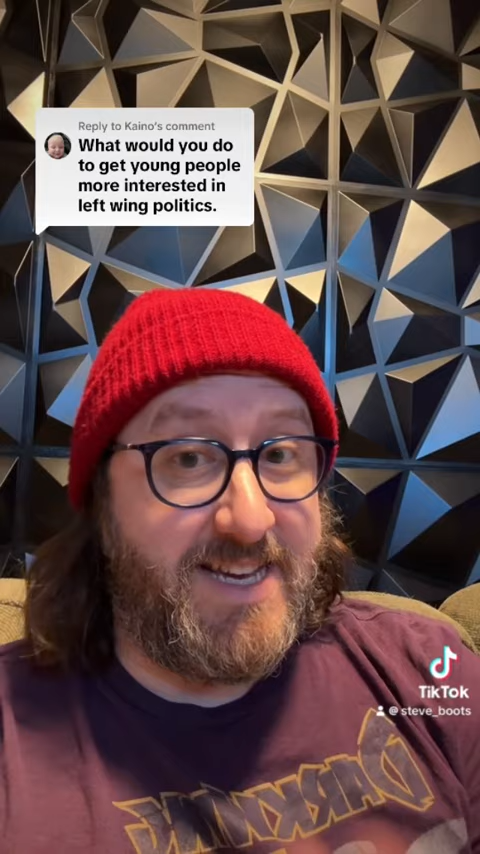 Reply to Kaino's comment
What would you do
to get young people
more interested in
left wing politics.
TikTok
@steve_boots
DARKWING